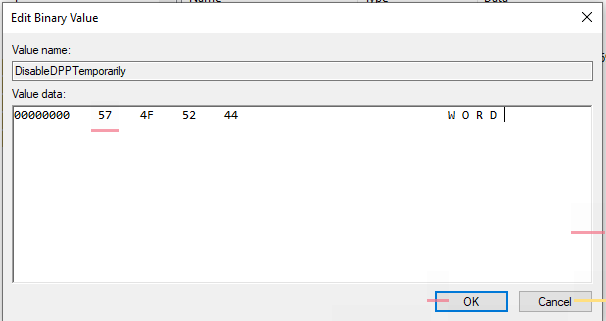 Edit Binary Value
Value name:
DisableDPPTemporarily
Value data:
00000000 57 4F 52 44 W O R D
OK Cancel